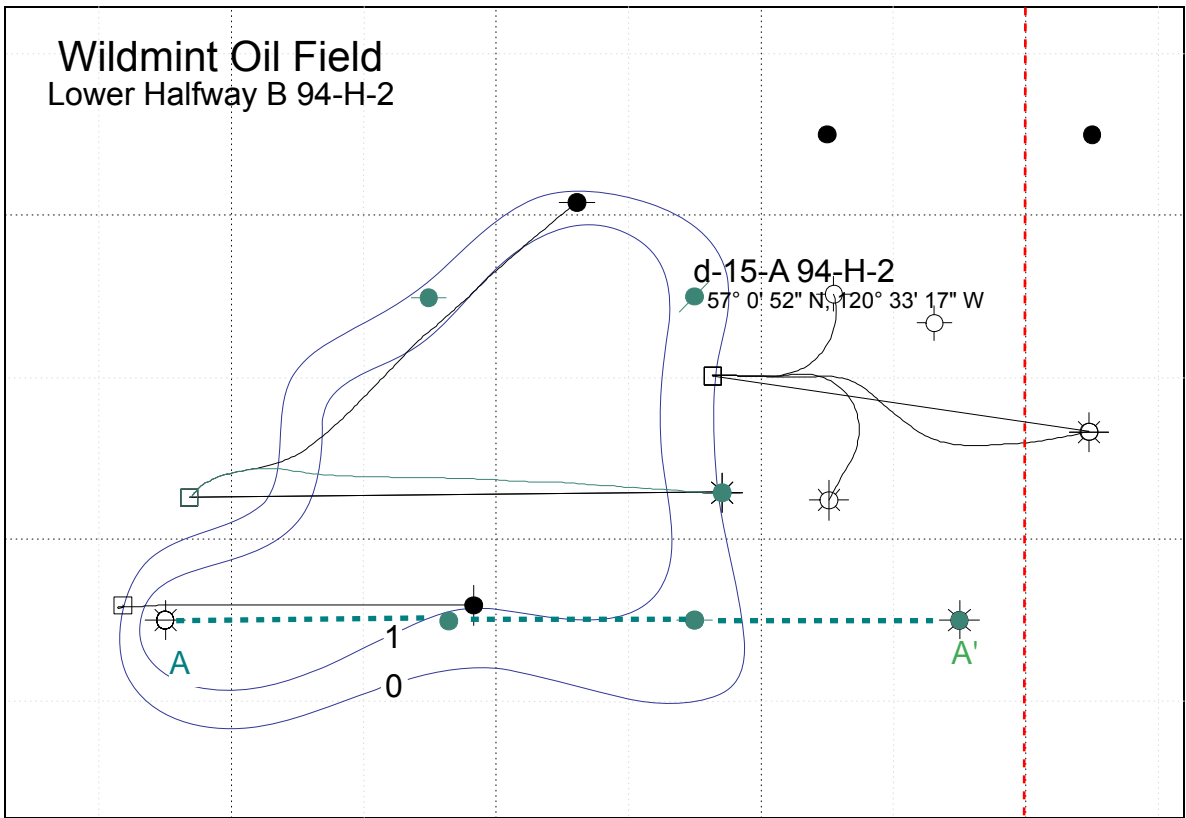 Wildmint Oil Field
Lower Halfway B 94-H-2
d-15-A 94-H-2
57° 0' 52" N, 120° 33' 17" W
1
A
A'
0